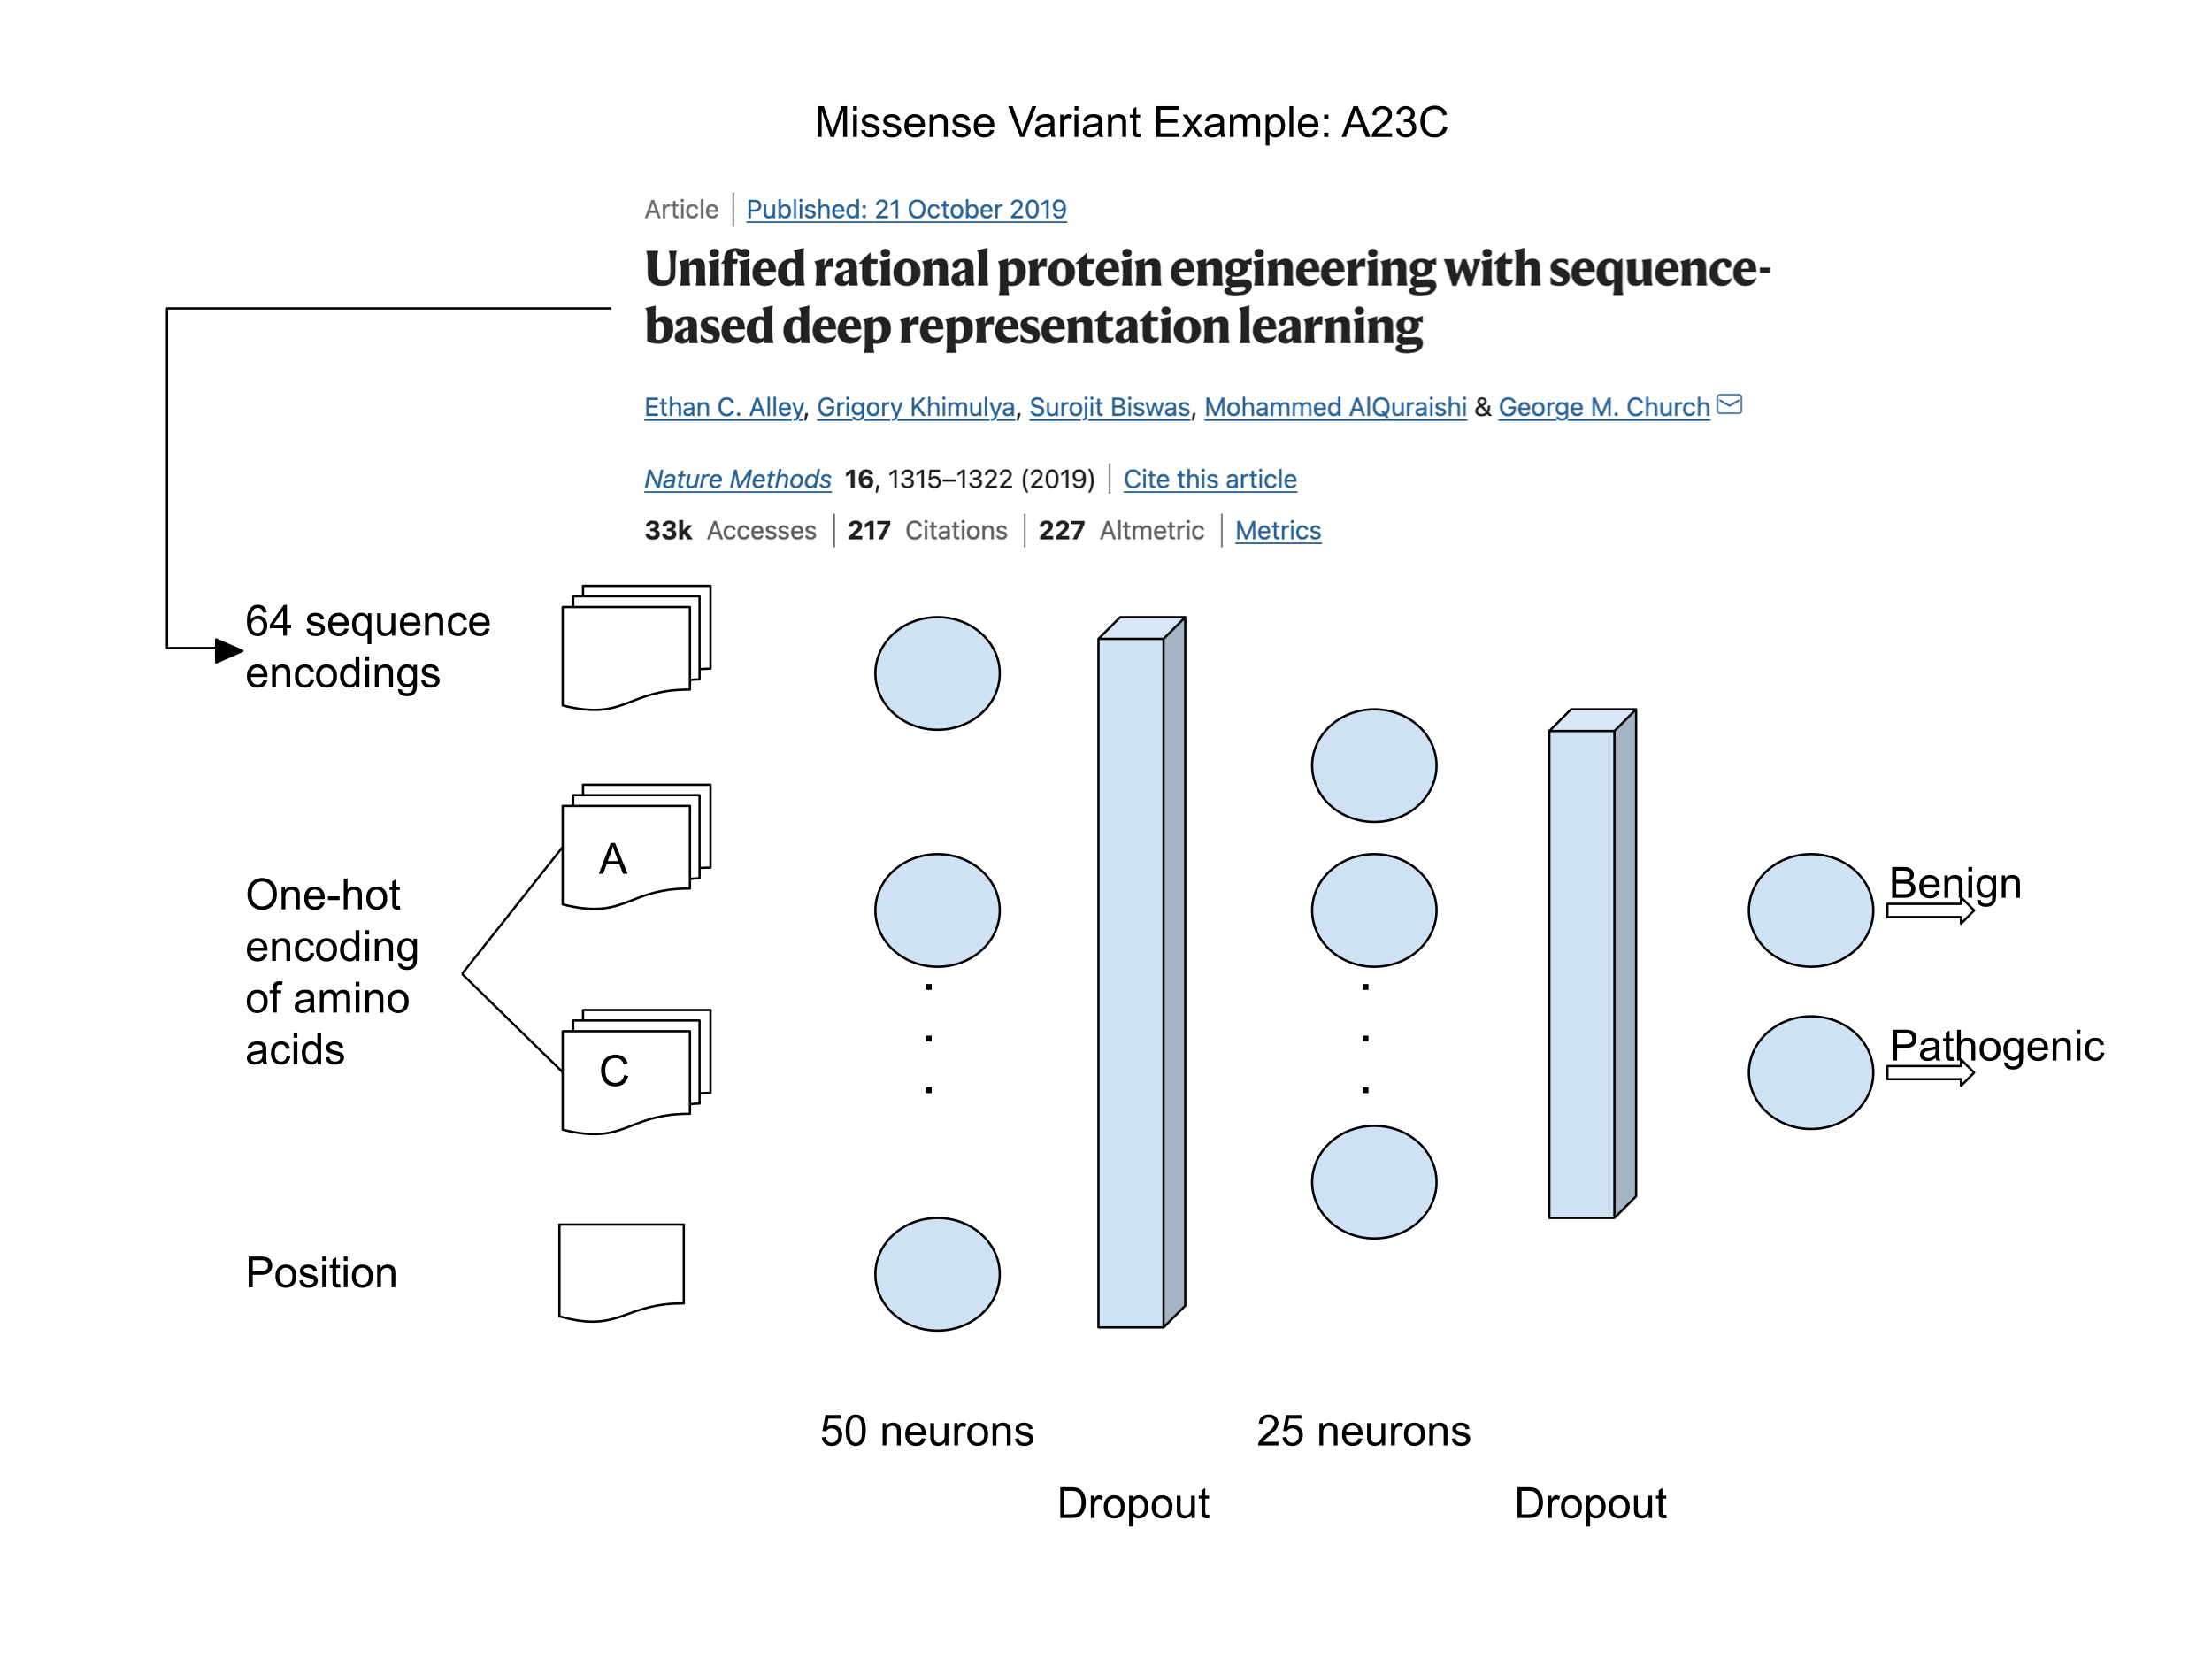 Missense Variant Example: A23C
Article | Published: 21 October 2019
Unified rational protein engineering with sequence-
based deep representation learning
Ethan C. Alley, Grigory Khimulya, Surojit Biswas, Mohammed AlQuraishi & George M. Church
Nature Methods 16, 1315–1322 (2019) | Cite this article
33k Accesses | 217 Citations | 227 Altmetric | Metrics
64 sequence
encodings
One-hot
encoding
of amino
acids
A
C
Position
Benign
Pathogenic
50 neurons
25 neurons
Dropout
Dropout